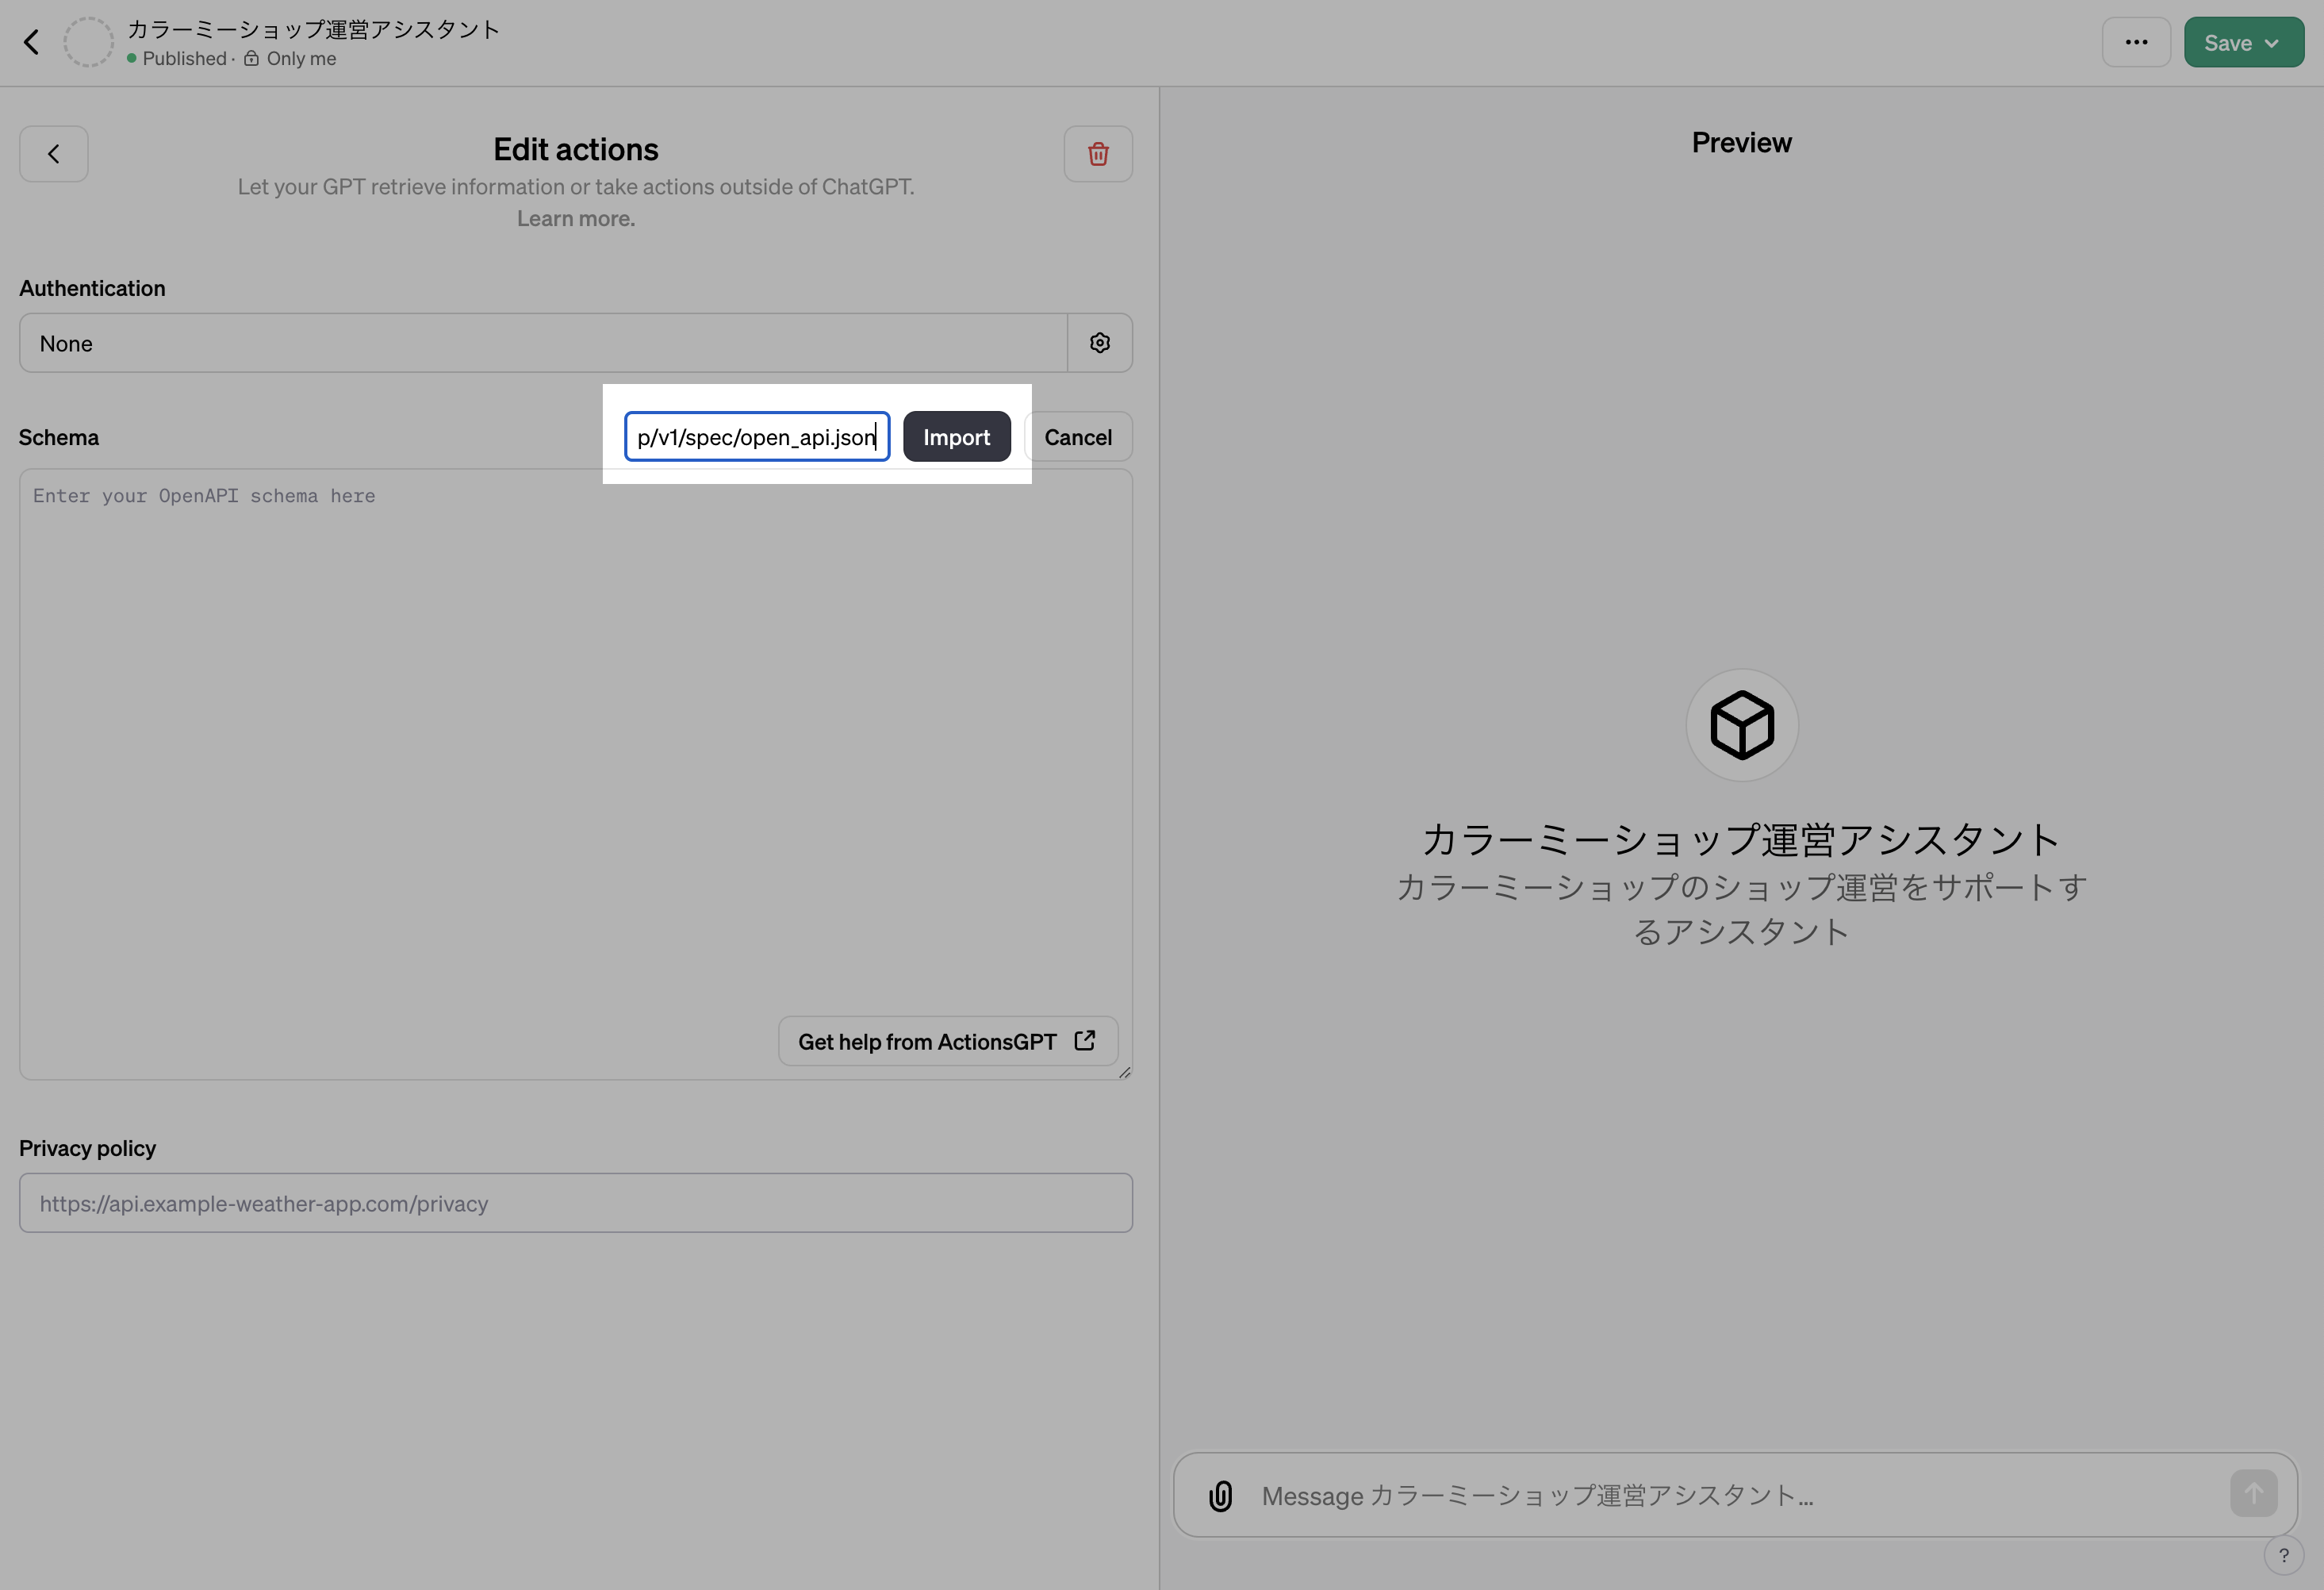 カラーミーショップ運営アシスタント
Published · Only me
Save
Edit actions
Let your GPT retrieve information or take actions outside of ChatGPT.
Learn more.
Authentication
None
Schema
p/v1/spec/open_api.json
Import
Cancel
Enter your OpenAPI schema here
Get help from ActionsGPT
Privacy policy
https://api.example-weather-app.com/privacy
Preview
カラーミーショップ運営アシスタント
カラーミーショップのショップ運営をサポートす
るアシスタント
Message カラーミーショップ運営アシスタント…
?